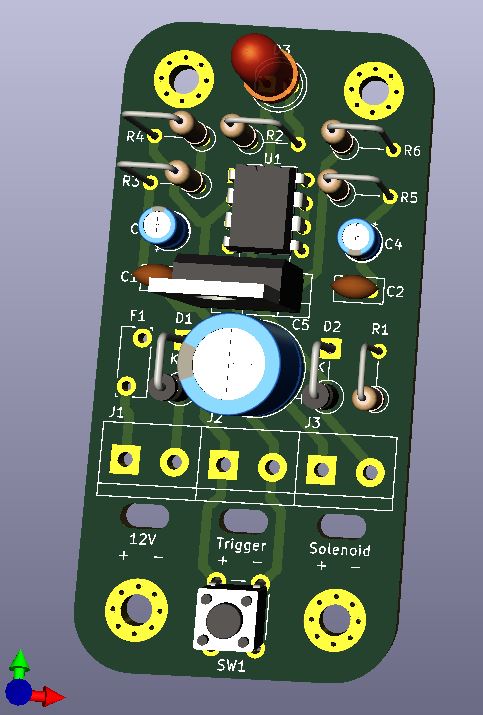 R4
R2
R6
U1
R3
R5
C4
C1
C2
C5
F1
D1
D2
R1
K
K
J1
J2
J3
12V
Trigger
Solenoid
+ -
+ -
+ -
SW1